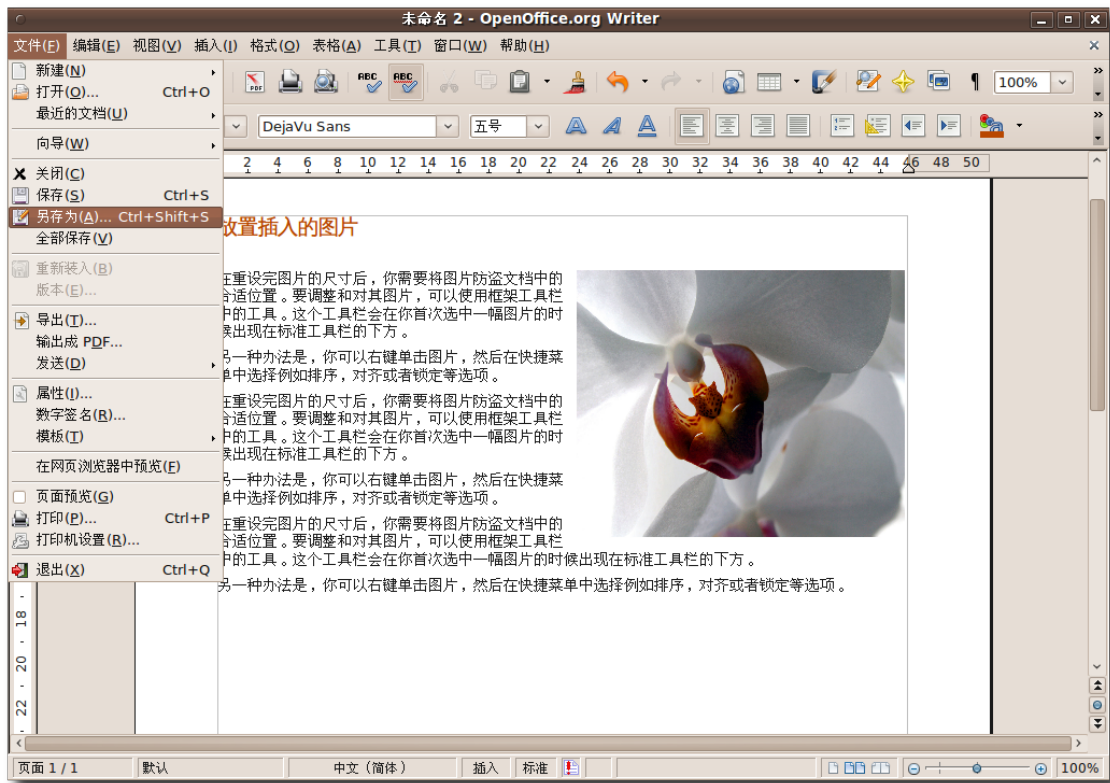 未命名 2 - OpenOffice.org Writer
文件(F) 编辑(E) 视图(V) 插入(I) 格式(O) 表格(A) 工具(T) 窗口(W) 帮助(H)
新建(N)
打开(O)... Ctrl+O
最近的文档(U)
向导(W)
关闭(C)
保存(S) Ctrl+S
另存为(A)... Ctrl+Shift+S
全部保存(V)
重新装入(B)
版本(E)...
导出(T)...
输出成 PDF...
发送(D)
属性(I)...
数字签名(R)...
模板(T)
在网页浏览器中预览(F)
页面预览(G)
打印(P)... Ctrl+P
打印机设置(R)...
退出(X) Ctrl+Q
PDF ABC ABC 100%
DejaVu Sans 五号 A A A
2 4 6 8 10 12 14 16 18 20 22 24 26 28 30 32 34 36 38 40 42 44 46 48 50
放置插入的图片
在重设完图片的尺寸后，你需要将图片防盗文档中的
合适位置。要调整和对其图片，可以使用框架工具栏
中的工具。这个工具栏会在你首次选中一幅图片的时
候出现在标准工具栏的下方。
另一种办法是，你可以右键单击图片，然后在快捷菜
单中选择例如排序，对齐或者锁定等选项。
在重设完图片的尺寸后，你需要将图片防盗文档中的
合适位置。要调整和对其图片，可以使用框架工具栏
中的工具。这个工具栏会在你首次选中一幅图片的时
候出现在标准工具栏的下方。
另一种办法是，你可以右键单击图片，然后在快捷菜
单中选择例如排序，对齐或者锁定等选项。
在重设完图片的尺寸后，你需要将图片防盗文档中的
合适位置。要调整和对其图片，可以使用框架工具栏
中的工具。这个工具栏会在你首次选中一幅图片的时候出现在标准工具栏的下方。
另一种办法是，你可以右键单击图片，然后在快捷菜单中选择例如排序，对齐或者锁定等选项。
18
20
22
页面 1 / 1 默认 中文（简体） 插入 标准 100%